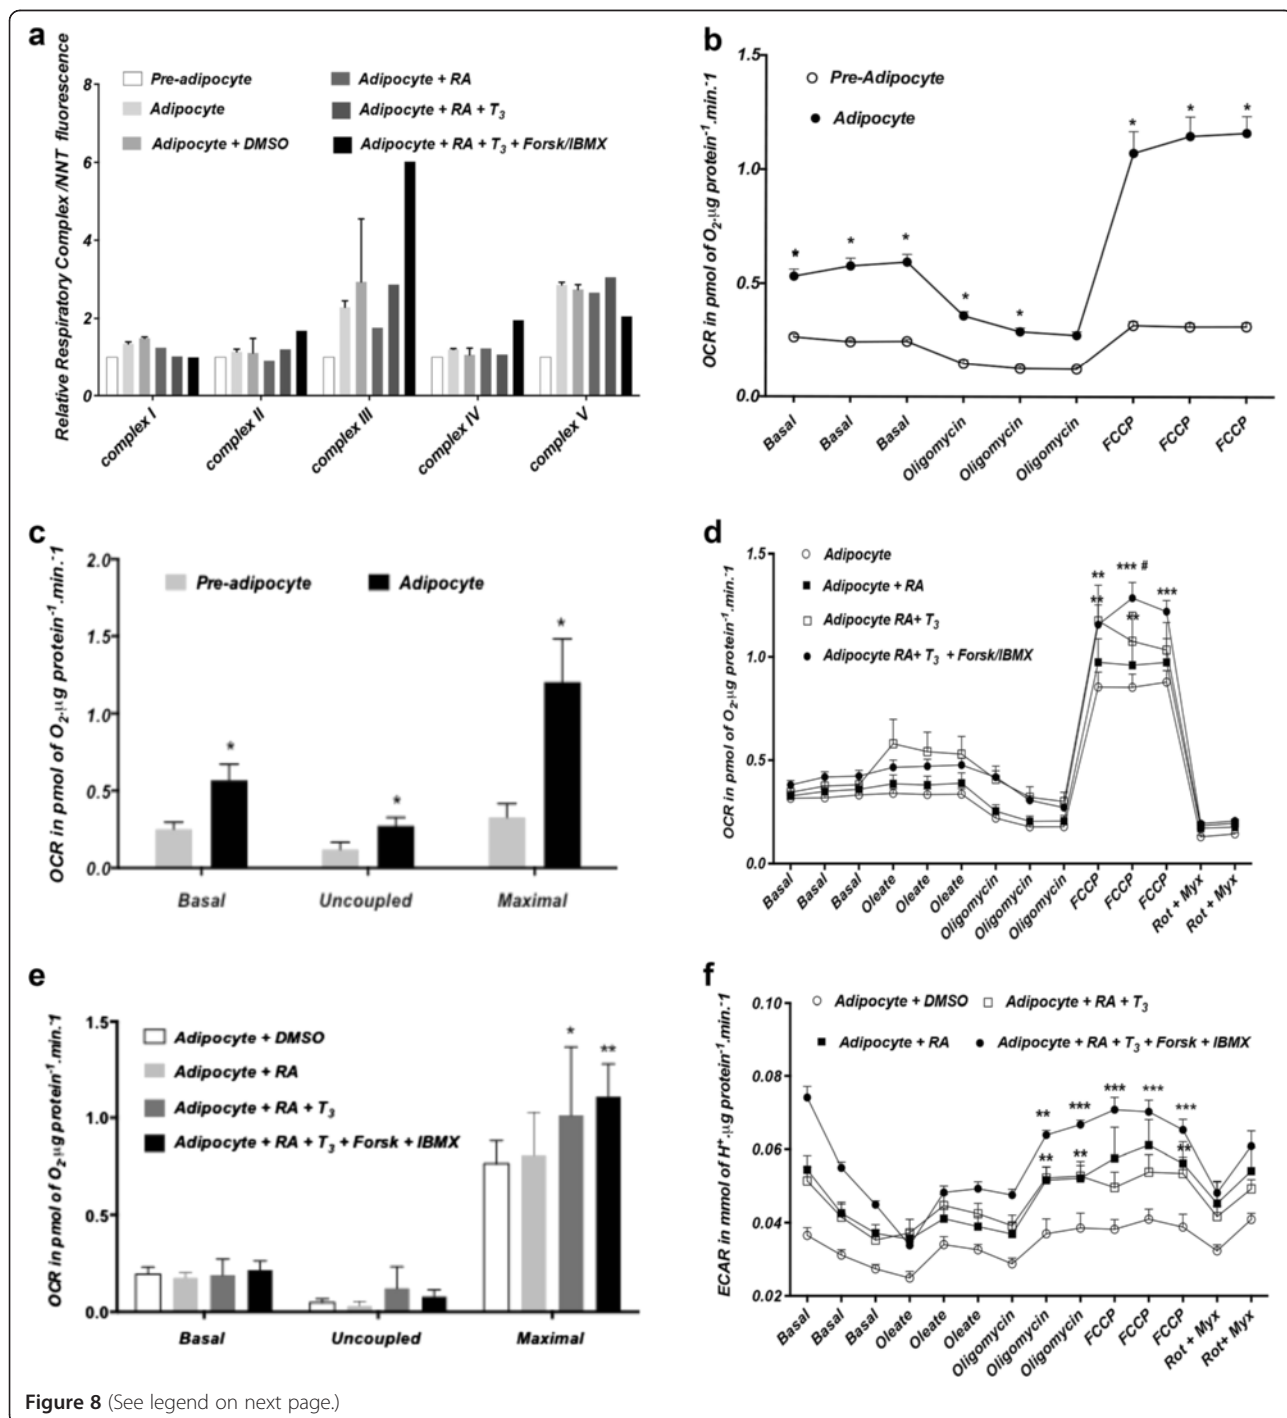 a
Relative Respiratory Complex /NNT fluorescence
8
6
4
2
0
Pre-adipocyte
Adipocyte
Adipocyte + DMSO
Adipocyte + RA
Adipocyte + RA + T3
Adipocyte + RA + T3 + Forsk/IBMX
complex I
complex II
complex III
complex IV
complex V
b
OCR in pmol of O2.µg protein-1.min.-1
1.5
1.0
0.5
0.0
Pre-Adipocyte
Adipocyte
* * * * * * * *
Basal
Basal
Basal
Oligomycin
Oligomycin
Oligomycin
FCCP
FCCP
FCCP
c
OCR in pmol of O2.µg protein-1.min.-1
2.0
1.5
1.0
0.5
0.0
Pre-adipocyte
Adipocyte
* * *
Basal
Uncoupled
Maximal
d
OCR in pmol of O2.µg protein-1.min.-1
1.5
1.0
0.5
0.0
Adipocyte
Adipocyte + RA
Adipocyte RA+ T3
Adipocyte RA+ T3 + Forsk/IBMX
** *** # ***
** **
Basal
Basal
Basal
Oleate
Oleate
Oleate
Oligomycin
Oligomycin
Oligomycin
FCCP
FCCP
FCCP
Rot + Myx
Rot + Myx
e
OCR in pmol of O2.µg protein-1.min.-1
1.5
1.0
0.5
0.0
Adipocyte + DMSO
Adipocyte + RA
Adipocyte + RA + T3
Adipocyte + RA + T3 + Forsk + IBMX
* **
Basal
Uncoupled
Maximal
f
ECAR in mmol of H+.µg protein-1.min.-1
0.10
0.08
0.06
0.04
0.02
Adipocyte + DMSO
Adipocyte + RA + T3
Adipocyte + RA
Adipocyte + RA + T3 + Forsk + IBMX
** *** *** *** ***
** ** **
Basal
Basal
Basal
Oleate
Oleate
Oleate
Oligomycin
Oligomycin
Oligomycin
FCCP
FCCP
FCCP
Rot + Myx
Rot+ Myx
Figure 8 (See legend on next page.)